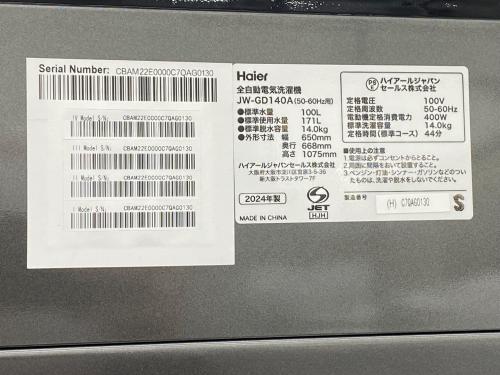 Serial Number: CBAM22E0000C7QAG0130
IV Model S/N:
CBAM22E0000C7QAG0130
III Model S/N:
CBAM22E0000C7QAG0130
II Model S/N:
CBAM22E0000C7QAG0130
I Model S/N:
CBAM22E0000C7QAG0130
Haier
全自動電気洗濯機
JW-GD140A(50-60Hz用)
●標準水量 100L
●標準使用水量 171L
●標準脱水容量 14.0kg
●外形寸法 幅 650mm
奥行 668mm
高さ 1075mm
ハイアールジャパンセールス株式会社
大阪府大阪市淀川区宮原3-5-36
新大阪トラストタワー7F
2024年製
MADE IN CHINA
S
JET
HJH
PS
E
ハイアールジャパン
セールス株式会社
定格電圧 100V
定格周波数 50-60Hz
電動機定格消費電力 400W
標準洗濯容量 14.0kg
定格時間(標準コース) 44分
●使用上の注意
1.電源は必ずコンセントからとること。
2.周囲に間隔を開けて設置する。
3.ベンジン・灯油・シンナー・ガソリンなどのつい
たものは、洗濯や脱水をしないでください。
製造番号 (H) C7QAG0130
S